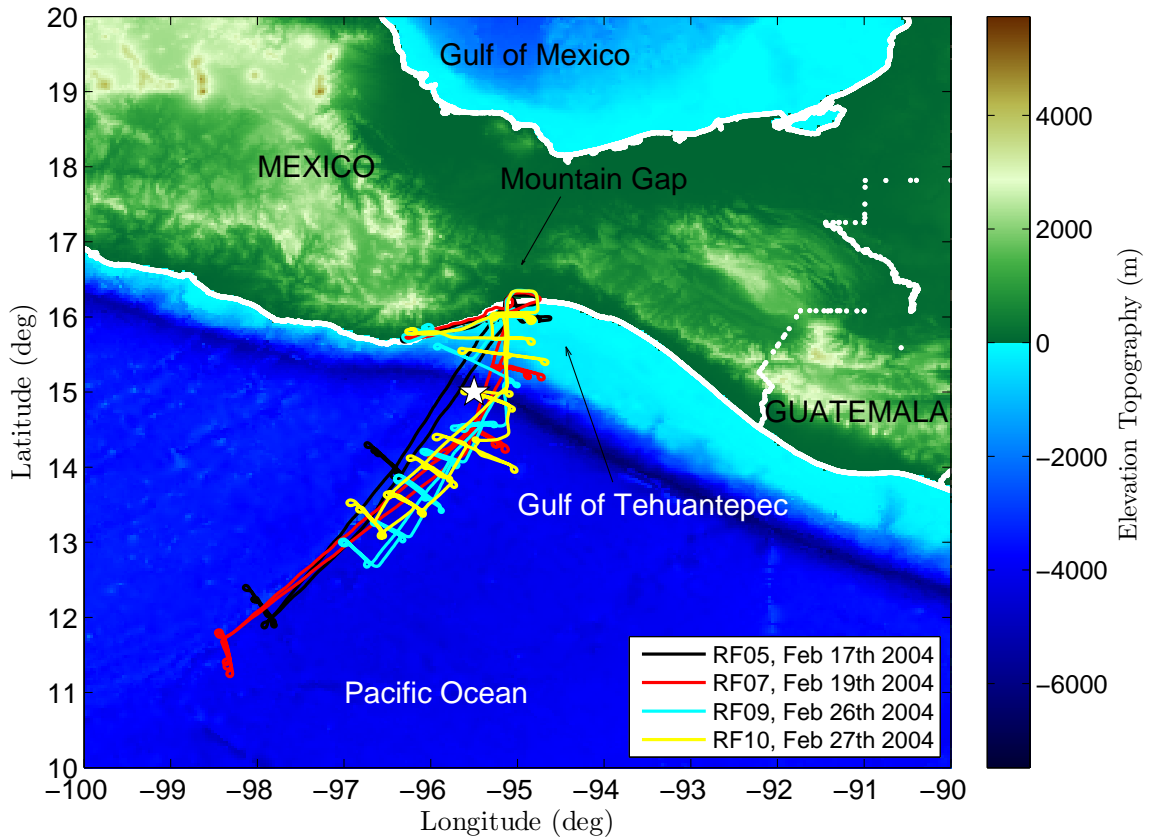 20
19
18
17
16
15
14
13
12
11
10
Latitude (deg)
−100
−99
−98
−97
−96
−95
−94
−93
−92
−91
−90
Longitude (deg)
Gulf of Mexico
MEXICO
Mountain Gap
GUATEMALA
Gulf of Tehuantepec
Pacific Ocean
RF05, Feb 17th 2004
RF07, Feb 19th 2004
RF09, Feb 26th 2004
RF10, Feb 27th 2004
4000
2000
0
−2000
−4000
−6000
Elevation Topography (m)